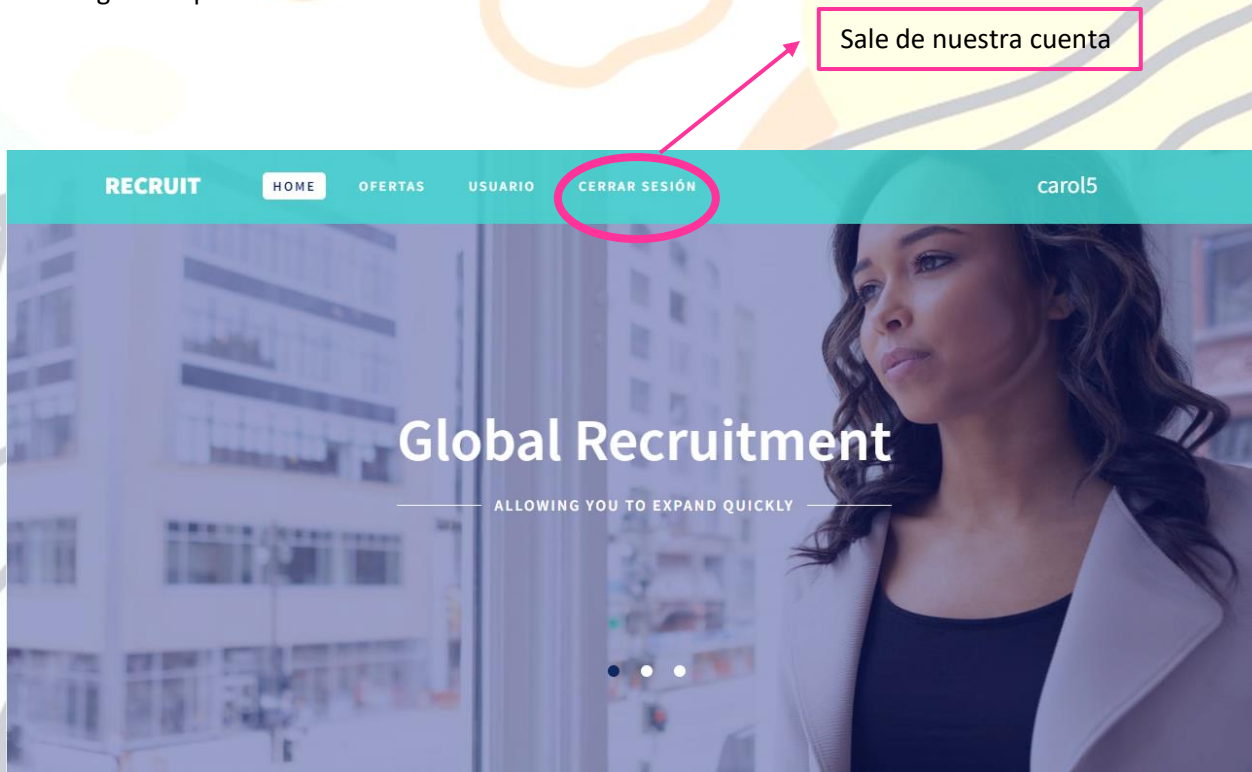 Sale de nuestra cuenta
RECRUIT HOME OFERTAS USUARIO CERRAR SESIÓN carol5
Global Recruitment
ALLOWING YOU TO EXPAND QUICKLY